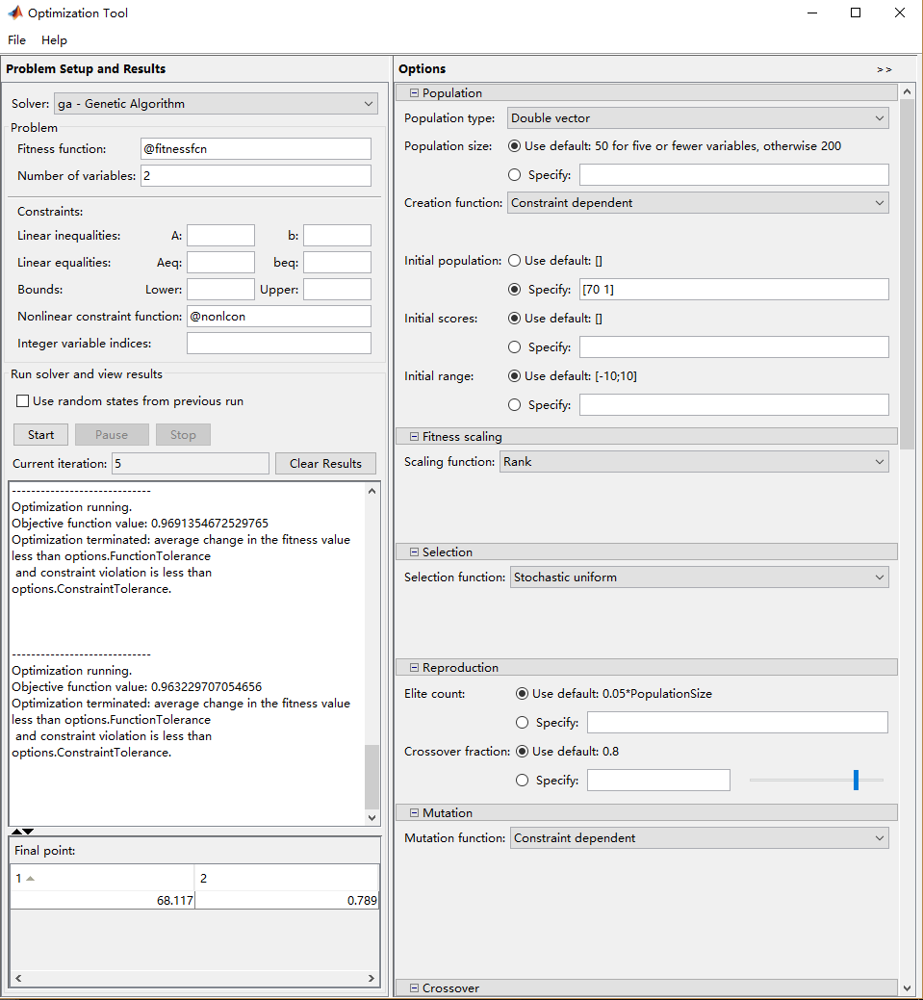 Optimization Tool
File Help
Problem Setup and Results
Solver: ga - Genetic Algorithm
Problem
Fitness function: @fitnessfcn
Number of variables: 2
Constraints:
Linear inequalities: A: b:
Linear equalities: Aeq: beq:
Bounds: Lower: Upper:
Nonlinear constraint function: @nonlcon
Integer variable indices:
Run solver and view results
Use random states from previous run
Start Pause Stop
Current iteration: 5 Clear Results
-----------------------------
Optimization running.
Objective function value: 0.9691354672529765
Optimization terminated: average change in the fitness value
less than options.FunctionTolerance
and constraint violation is less than
options.ConstraintTolerance.
-----------------------------
Optimization running.
Objective function value: 0.963229707054656
Optimization terminated: average change in the fitness value
less than options.FunctionTolerance
and constraint violation is less than
options.ConstraintTolerance.
Final point:
1 2
68.117 0.789
Options >>
Population
Population type: Double vector
Population size: Use default: 50 for five or fewer variables, otherwise 200
Specify:
Creation function: Constraint dependent
Initial population: Use default: []
Specify: [70 1]
Initial scores: Use default: []
Specify:
Initial range: Use default: [-10;10]
Specify:
Fitness scaling
Scaling function: Rank
Selection
Selection function: Stochastic uniform
Reproduction
Elite count: Use default: 0.05*PopulationSize
Specify:
Crossover fraction: Use default: 0.8
Specify:
Mutation
Mutation function: Constraint dependent
Crossover